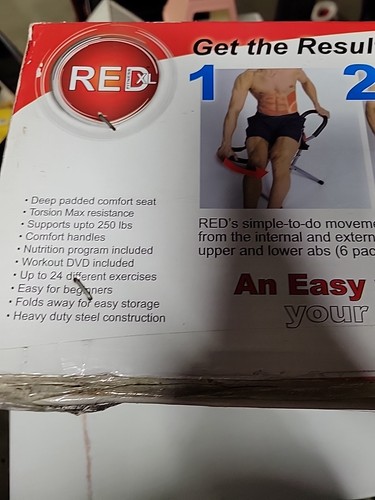 RED
XL
Get the Resul
1
2
• Deep padded comfort seat
• Torsion Max resistance
• Supports upto 250 lbs
• Comfort handles
• Nutrition program included
• Workout DVD included
• Up to 24 different exercises
• Easy for beginners
• Folds away for easy storage
• Heavy duty steel construction
RED's simple-to-do moveme
from the internal and extern
upper and lower abs (6 pac
An Easy
your